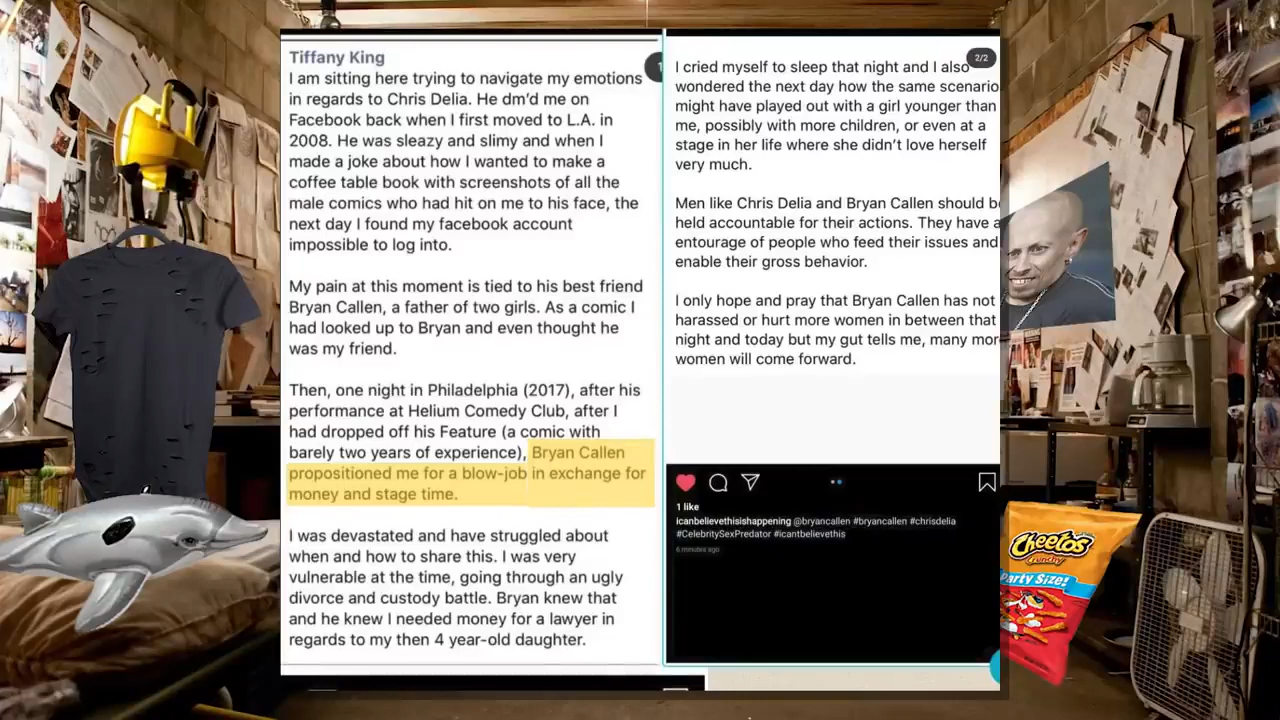 Tiffany King
I am sitting here trying to navigate my emotions
in regards to Chris Delia. He dm'd me on
Facebook back when I first moved to L.A. in
2008. He was sleazy and slimy and when I
made a joke about how I wanted to make a
coffee table book with screenshots of all the
male comics who had hit on me to his face, the
next day I found my facebook account
impossible to log into.
My pain at this moment is tied to his best friend
Bryan Callen, a father of two girls. As a comic I
had looked up to Bryan and even thought he
was my friend.
Then, one night in Philadelphia (2017), after his
performance at Helium Comedy Club, after I
had dropped off his Feature (a comic with
barely two years of experience), Bryan Callen
propositioned me for a blow-job in exchange for
money and stage time.
I was devastated and have struggled about
when and how to share this. I was very
vulnerable at the time, going through an ugly
divorce and custody battle. Bryan knew that
and he knew I needed money for a lawyer in
regards to my then 4 year-old daughter.
1
2/2
I cried myself to sleep that night and I also
wondered the next day how the same scenario
might have played out with a girl younger than
me, possibly with more children, or even at a
stage in her life where she didn't love herself
very much.
Men like Chris Delia and Bryan Callen should be
held accountable for their actions. They have a
entourage of people who feed their issues and
enable their gross behavior.
I only hope and pray that Bryan Callen has not
harassed or hurt more women in between that
night and today but my gut tells me, many mor
women will come forward.
1 like
icanbelievethisishappening @bryancallen #bryancallen #chrisdelia
#CelebritySexPredator #icantbelievethis
6 minutes ago
Cheetos
Crunchy
Party Size!